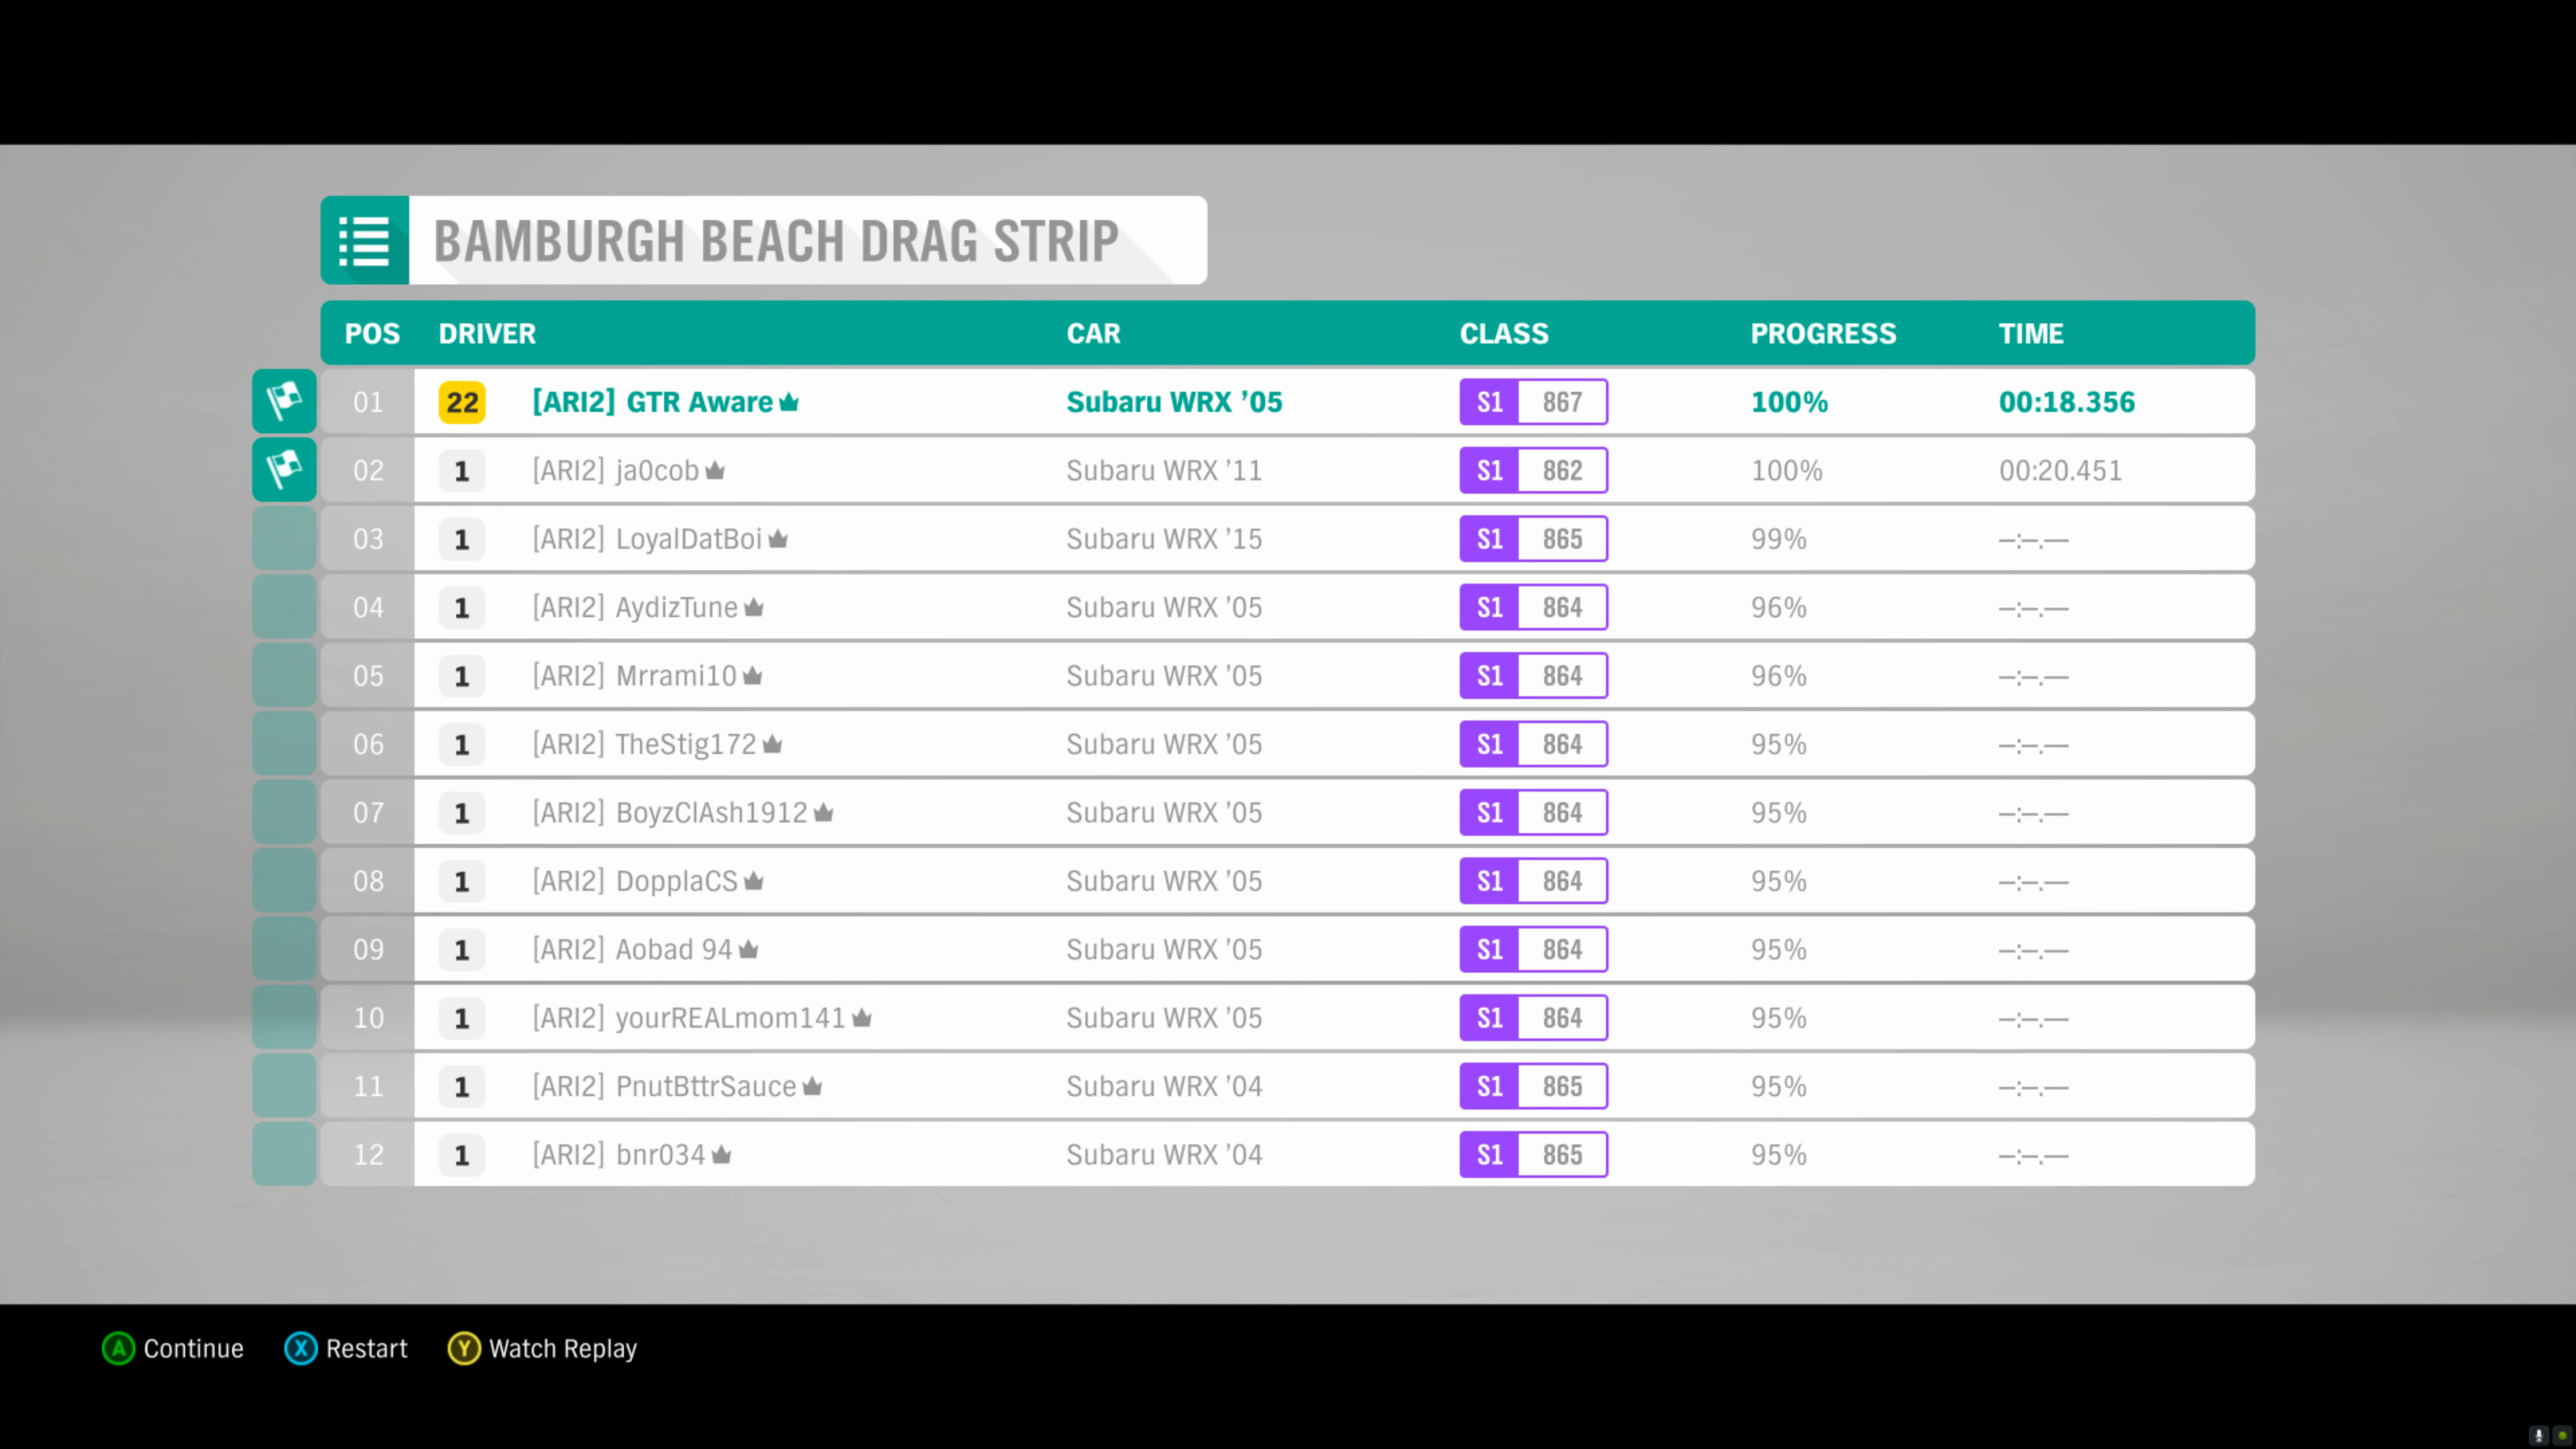 BAMBURGH BEACH DRAG STRIP
POS DRIVER CAR CLASS PROGRESS TIME
01 22 [ARI2] GTR Aware Subaru WRX ’05 S1 867 100% 00:18.356
02 1 [ARI2] ja0cob Subaru WRX ’11 S1 862 100% 00:20.451
03 1 [ARI2] LoyalDatBoi Subaru WRX ’15 S1 865 99% –:–.––
04 1 [ARI2] AydizTune Subaru WRX ’05 S1 864 96% –:–.––
05 1 [ARI2] Mrrami10 Subaru WRX ’05 S1 864 96% –:–.––
06 1 [ARI2] TheStig172 Subaru WRX ’05 S1 864 95% –:–.––
07 1 [ARI2] BoyzClAsh1912 Subaru WRX ’05 S1 864 95% –:–.––
08 1 [ARI2] DopplaCS Subaru WRX ’05 S1 864 95% –:–.––
09 1 [ARI2] Aobad 94 Subaru WRX ’05 S1 864 95% –:–.––
10 1 [ARI2] yourREALmom141 Subaru WRX ’05 S1 864 95% –:–.––
11 1 [ARI2] PnutBttrSauce Subaru WRX ’04 S1 865 95% –:–.––
12 1 [ARI2] bnr034 Subaru WRX ’04 S1 865 95% –:–.––
A Continue X Restart Y Watch Replay